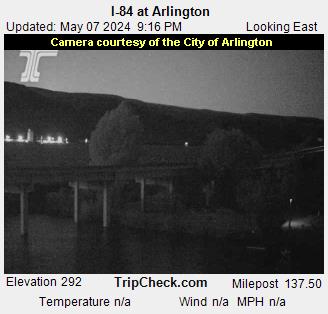 I-84 at Arlington
Updated: May 07 2024 9:16 PM Looking East
Camera courtesy of the City of Arlington
Elevation 292 TripCheck.com Milepost 137.50
Temperature n/a Wind n/a MPH n/a